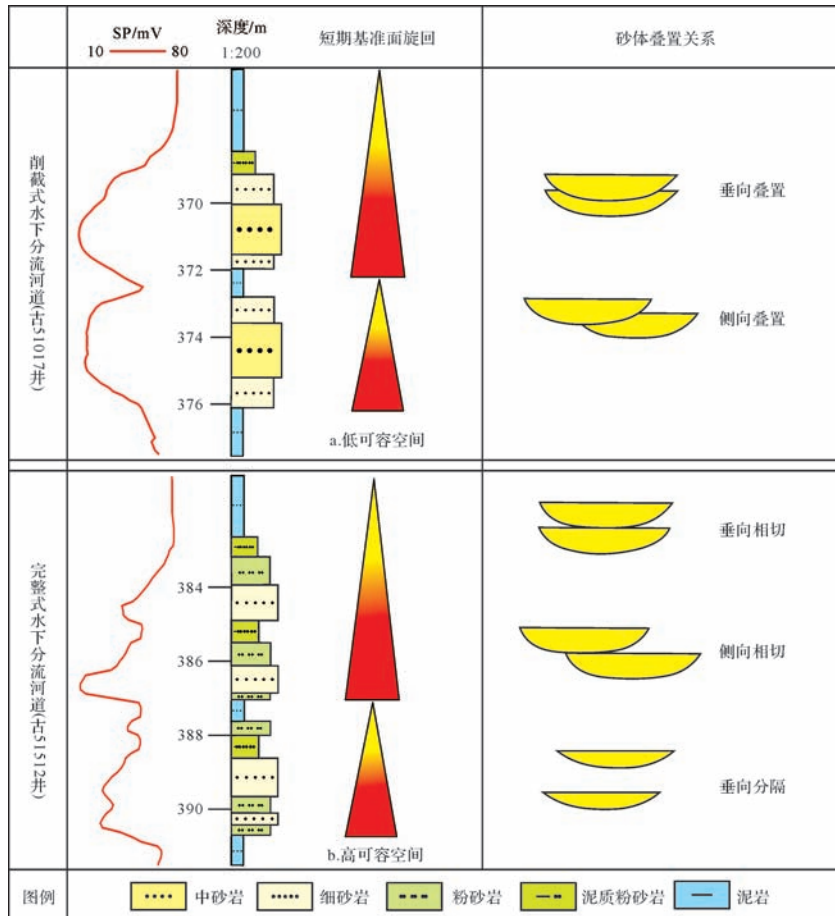 SP/mV
10 80
深度/m
1:200
短期基准面旋回
砂体叠置关系
削截式水下分流河道(古51017井)
370
372
374
376
a.低可容空间
垂向叠置
侧向叠置
完整式水下分流河道(古51512井)
384
386
388
390
b.高可容空间
垂向相切
侧向相切
垂向分隔
图例
中砂岩
细砂岩
粉砂岩
泥质粉砂岩
泥岩